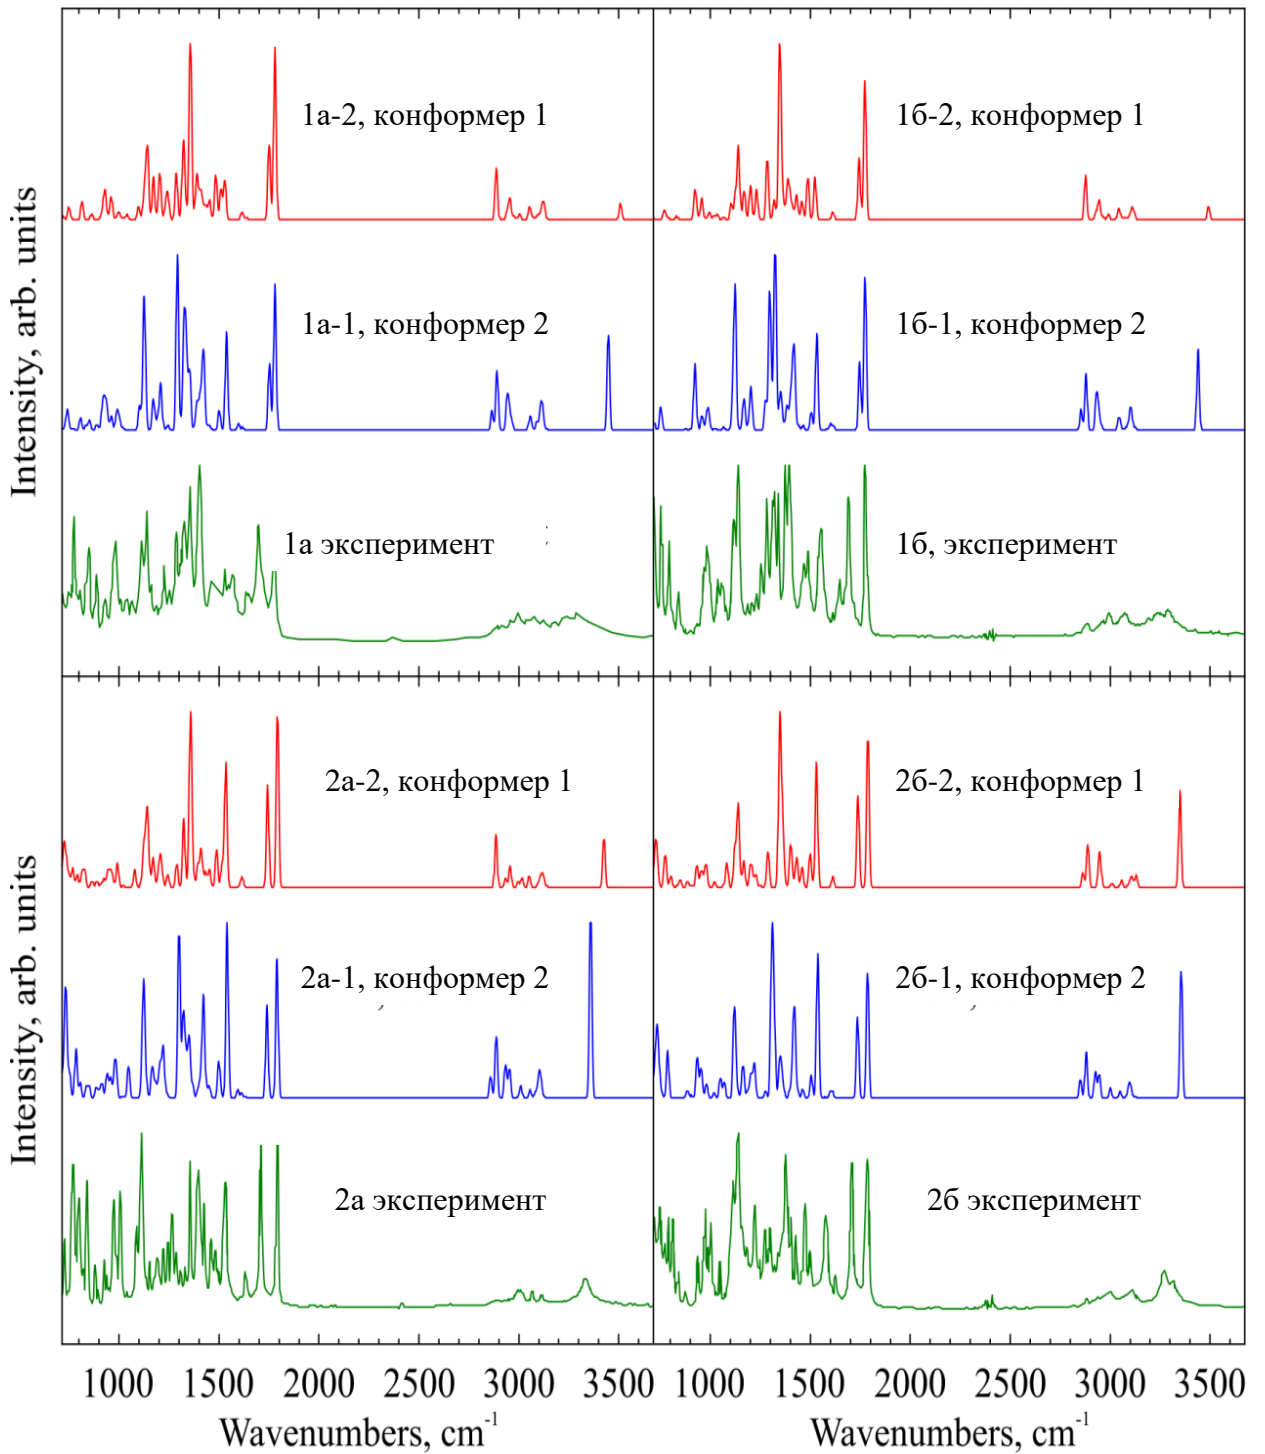 1а-2, конформер 1
1б-2, конформер 1
1а-1, конформер 2
1б-1, конформер 2
1а эксперимент
1б, эксперимент
Intensity, arb. units
2а-2, конформер 1
2б-2, конформер 1
2а-1, конформер 2
2б-1, конформер 2
2а эксперимент
2б эксперимент
Intensity, arb. units
1000 1500 2000 2500 3000 3500 1000 1500 2000 2500 3000 3500
Wavenumbers, cm⁻¹ Wavenumbers, cm⁻¹